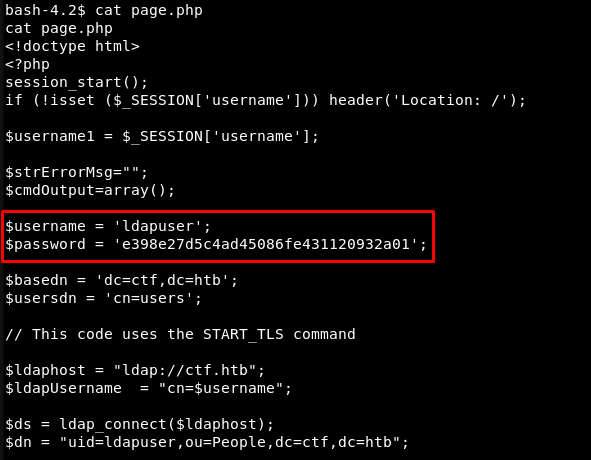 bash-4.2$ cat page.php
cat page.php
<!doctype html>
<?php
session_start();
if (!isset ($_SESSION['username'])) header('Location: /');
$username1 = $_SESSION['username'];
$strErrorMsg="";
$cmdOutput=array();
$username = 'ldapuser';
$password = 'e398e27d5c4ad45086fe431120932a01';
$basedn = 'dc=ctf,dc=htb';
$usersdn = 'cn=users';
// This code uses the START_TLS command
$ldaphost = "ldap://ctf.htb";
$ldapUsername  = "cn=$username";
$ds = ldap_connect($ldaphost);
$dn = "uid=ldapuser,ou=People,dc=ctf,dc=htb";